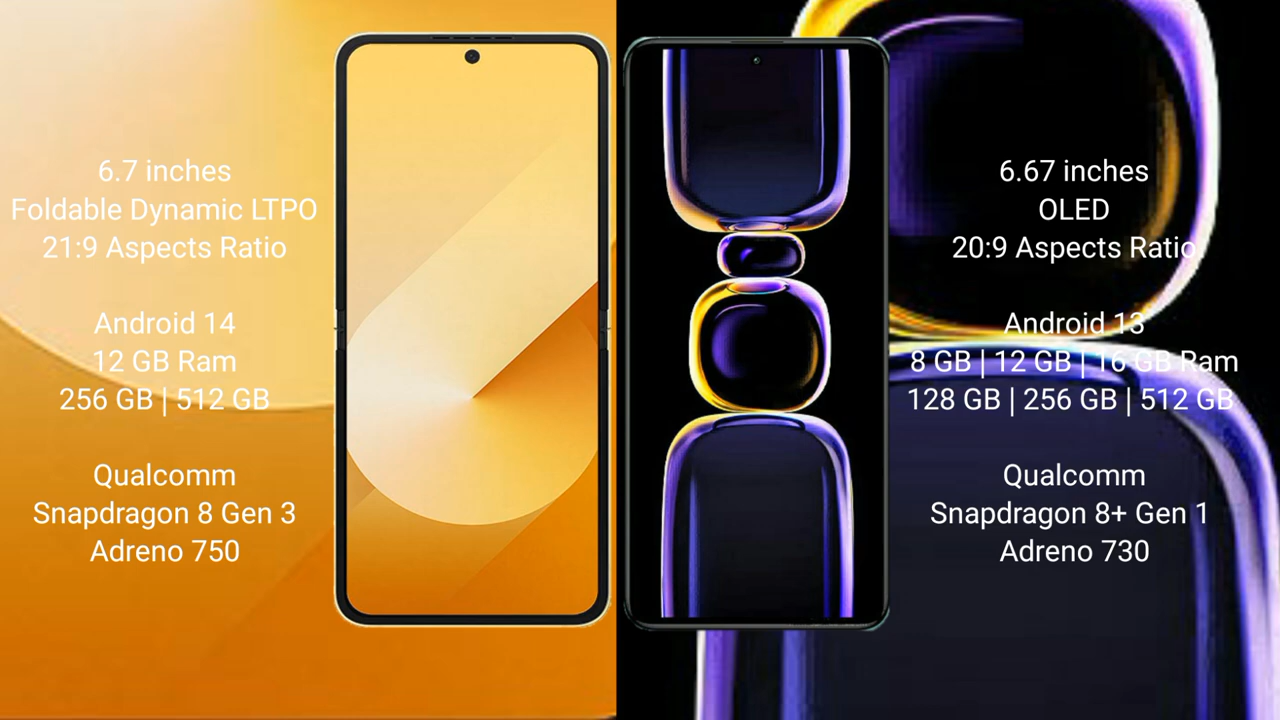 6.7 inches
Foldable Dynamic LTPO
21:9 Aspects Ratio
Android 14
12 GB Ram
256 GB | 512 GB
Qualcomm
Snapdragon 8 Gen 3
Adreno 750
6.67 inches
OLED
20:9 Aspects Ratio
Android 13
8 GB | 12 GB | 16 GB Ram
128 GB | 256 GB | 512 GB
Qualcomm
Snapdragon 8+ Gen 1
Adreno 730